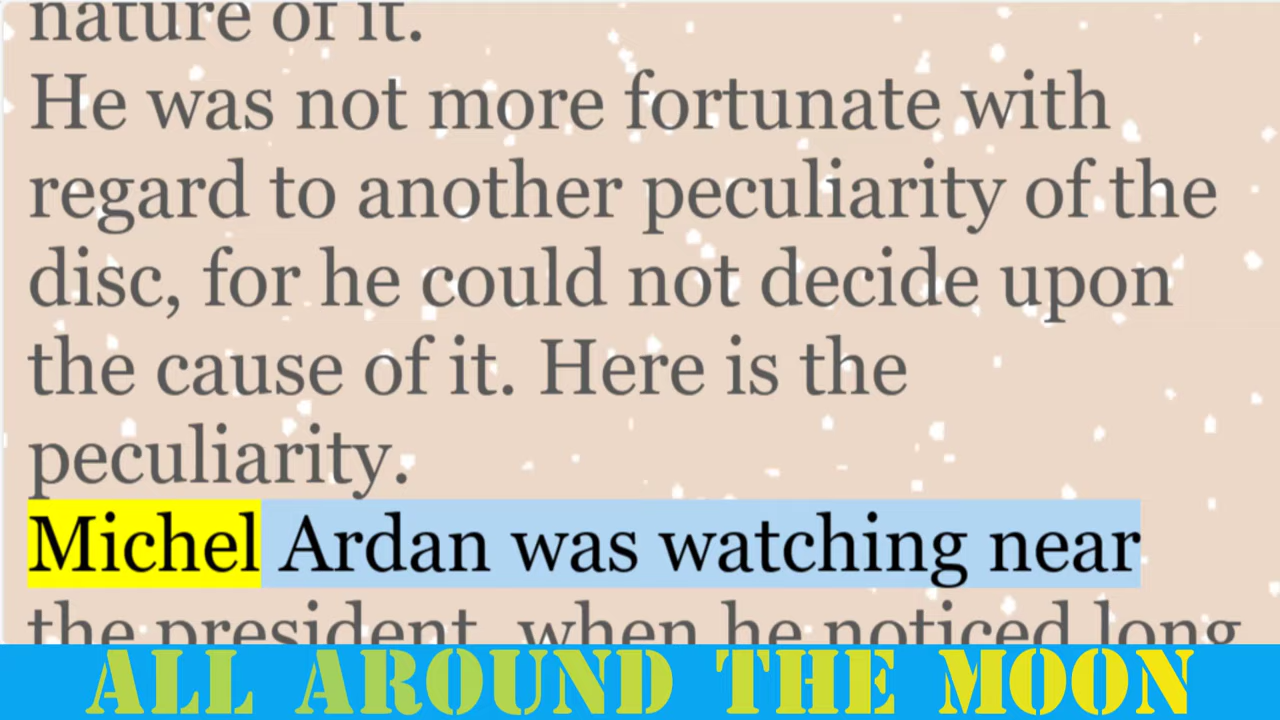 nature of it.
He was not more fortunate with
regard to another peculiarity of the
disc, for he could not decide upon
the cause of it. Here is the
peculiarity.
Michel Ardan was watching near
the president, when he noticed long
ALL AROUND THE MOON